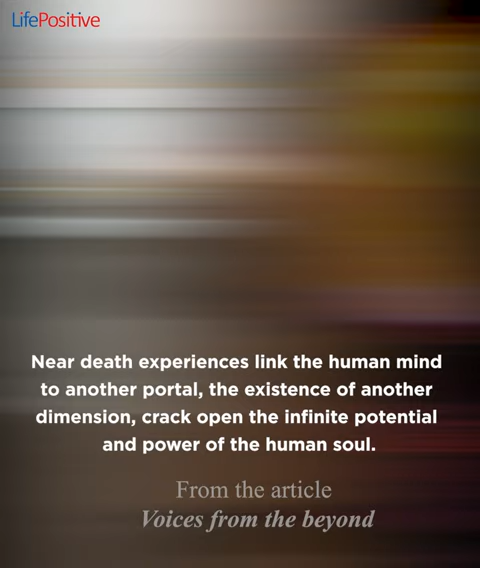 LifePositive
Near death experiences link the human mind
to another portal, the existence of another
dimension, crack open the infinite potential
and power of the human soul.
From the article
Voices from the beyond